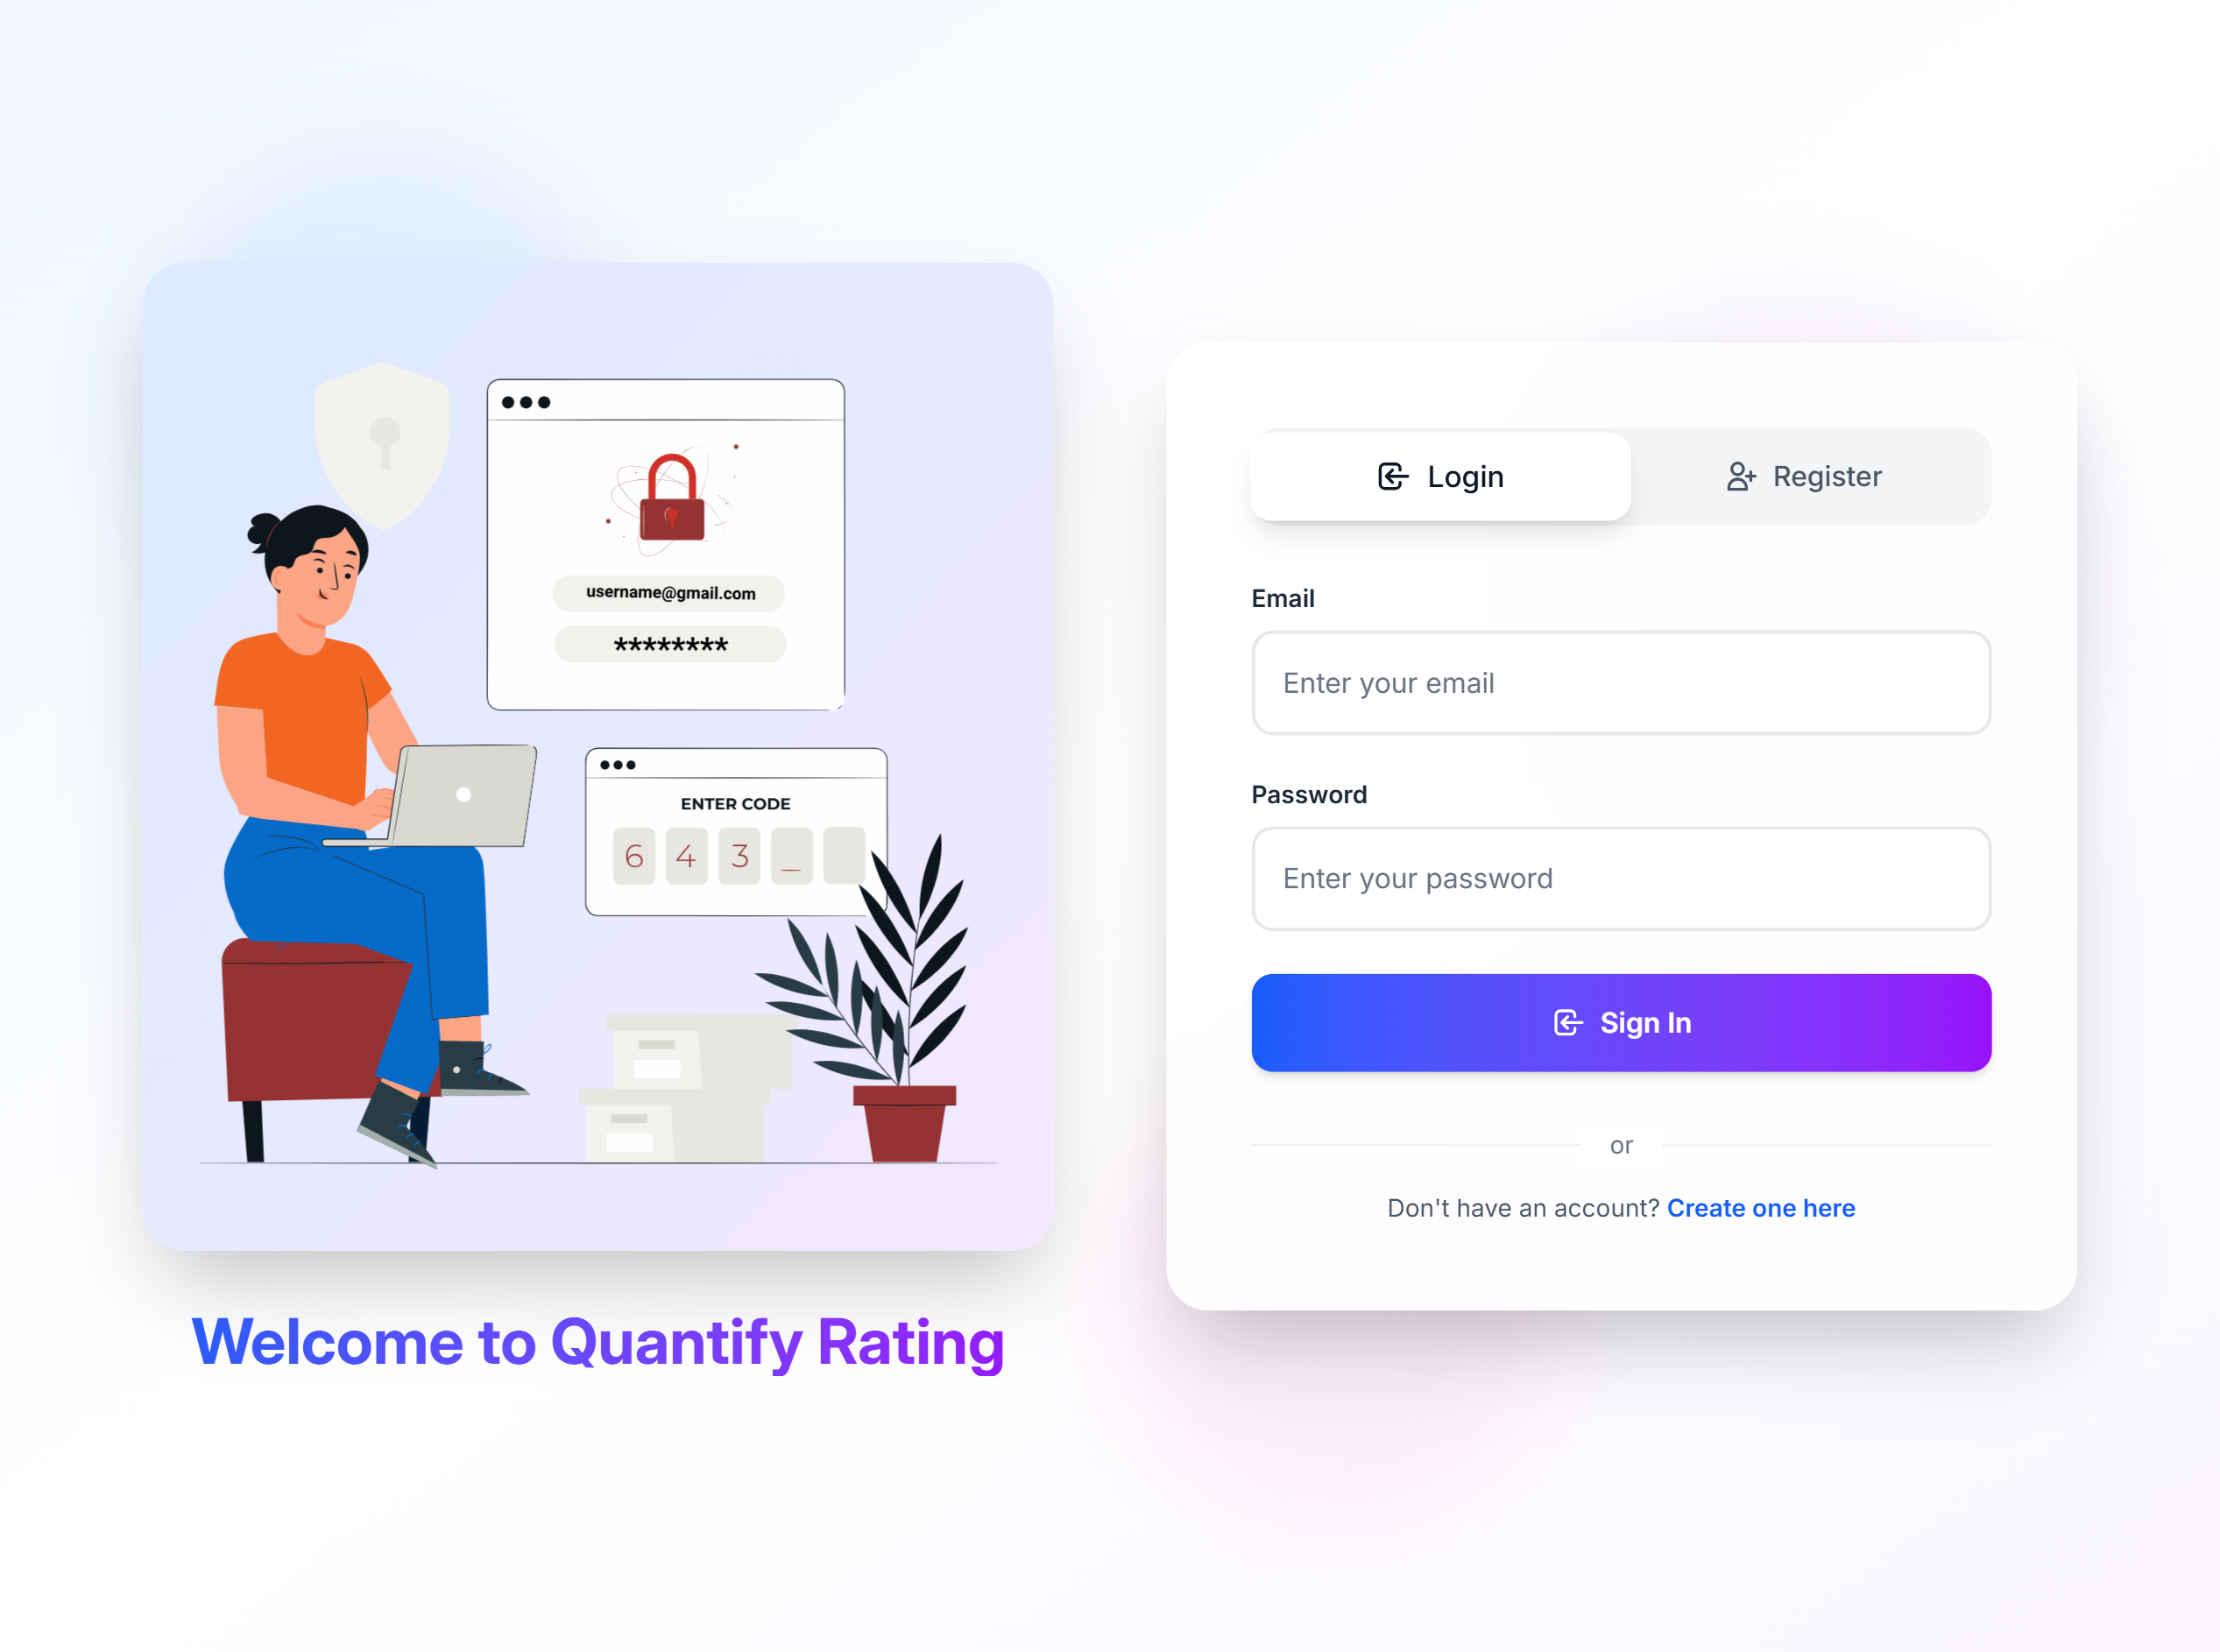 username@gmail.com
********
ENTER CODE
6 4 3 _
Welcome to Quantify Rating
Login
Register
Email
Enter your email
Password
Enter your password
Sign In
or
Don't have an account? Create one here